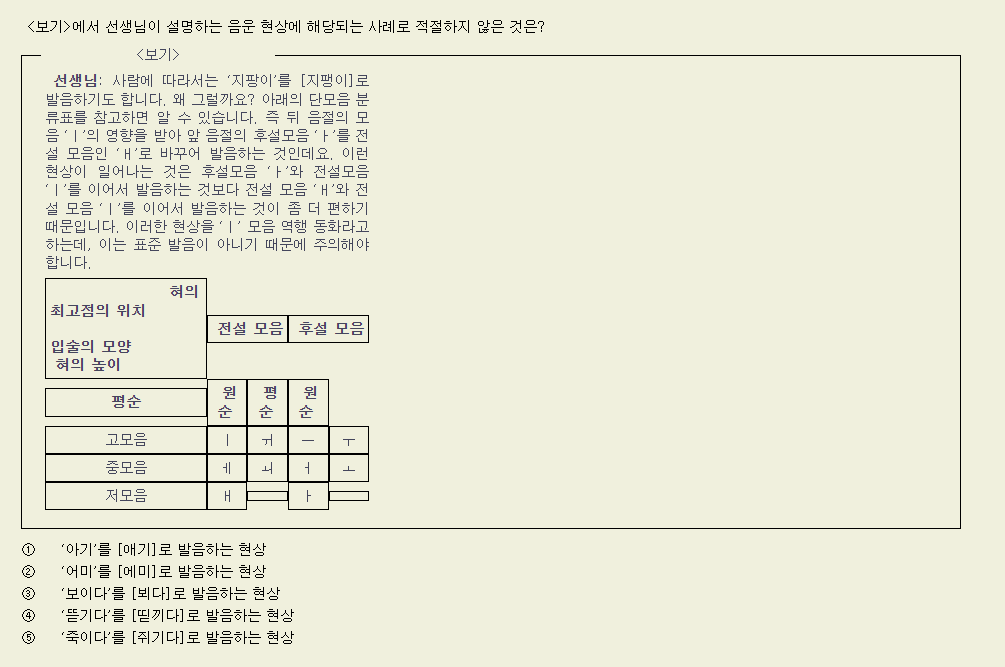 <보기>에서 선생님이 설명하는 음운 현상에 해당되는 사례로 적절하지 않은 것은?
<보기>
선생님: 사람에 따라서는 ‘지팡이’를 [지팽이]로
발음하기도 합니다. 왜 그럴까요? 아래의 단모음 분
류표를 참고하면 알 수 있습니다. 즉 뒤 음절의 모
음 ‘ㅣ’의 영향을 받아 앞 음절의 후설모음 ‘ㅏ’를 전
설 모음인 ‘ㅐ’로 바꾸어 발음하는 것인데요. 이런
현상이 일어나는 것은 후설모음 ‘ㅏ’와 전설모음
‘ㅣ’를 이어서 발음하는 것보다 전설 모음 ‘ㅐ’와 전
설 모음 ‘ㅣ’를 이어서 발음하는 것이 좀 더 편하기
때문입니다. 이러한 현상을 ‘ㅣ’ 모음 역행 동화라고
하는데, 이는 표준 발음이 아니기 때문에 주의해야
합니다.
혀의
최고점의 위치
입술의 모양
혀의 높이
전설 모음 후설 모음
평순 원순 평순 원순
고모음 ㅣ ㅟ ㅡ ㅜ
중모음 ㅔ ㅚ ㅓ ㅗ
저모음 ㅐ ㅏ
① ‘아기’를 [애기]로 발음하는 현상
② ‘어미’를 [에미]로 발음하는 현상
③ ‘보이다’를 [뵈다]로 발음하는 현상
④ ‘뜯기다’를 [띧끼다]로 발음하는 현상
⑤ ‘죽이다’를 [쥐기다]로 발음하는 현상